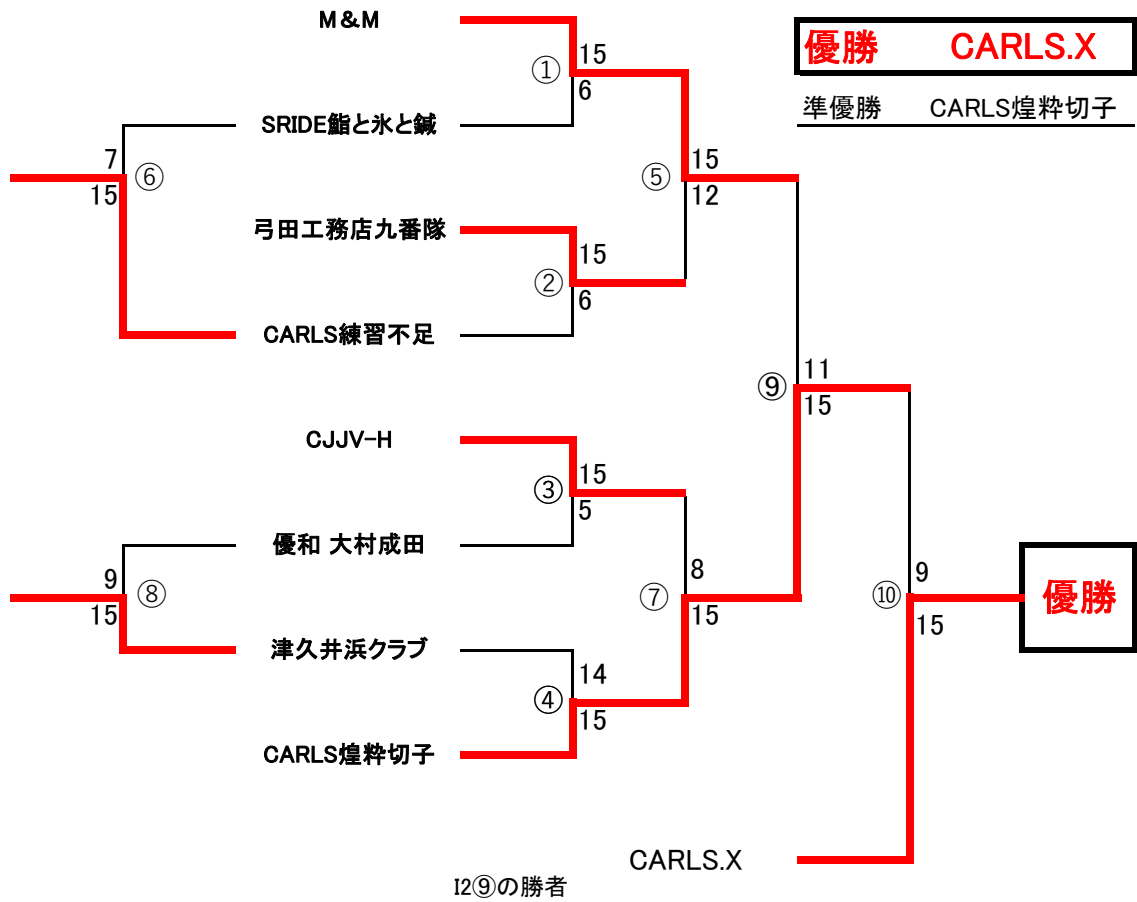 M&M
優勝 CARLS.X
15
①
6
準優勝 CARLS煌粋切子
SRIDE鮨と氷と鍼
7
⑥
15
15
⑤
12
弓田工務店九番隊
15
②
6
CARLS練習不足
11
⑨
15
CJJV-H
15
③
5
優和 大村成田
9
⑧
15
8
⑦
15
9
⑩
15
優勝
津久井浜クラブ
14
④
15
CARLS煌粋切子
CARLS.X
I2⑨の勝者